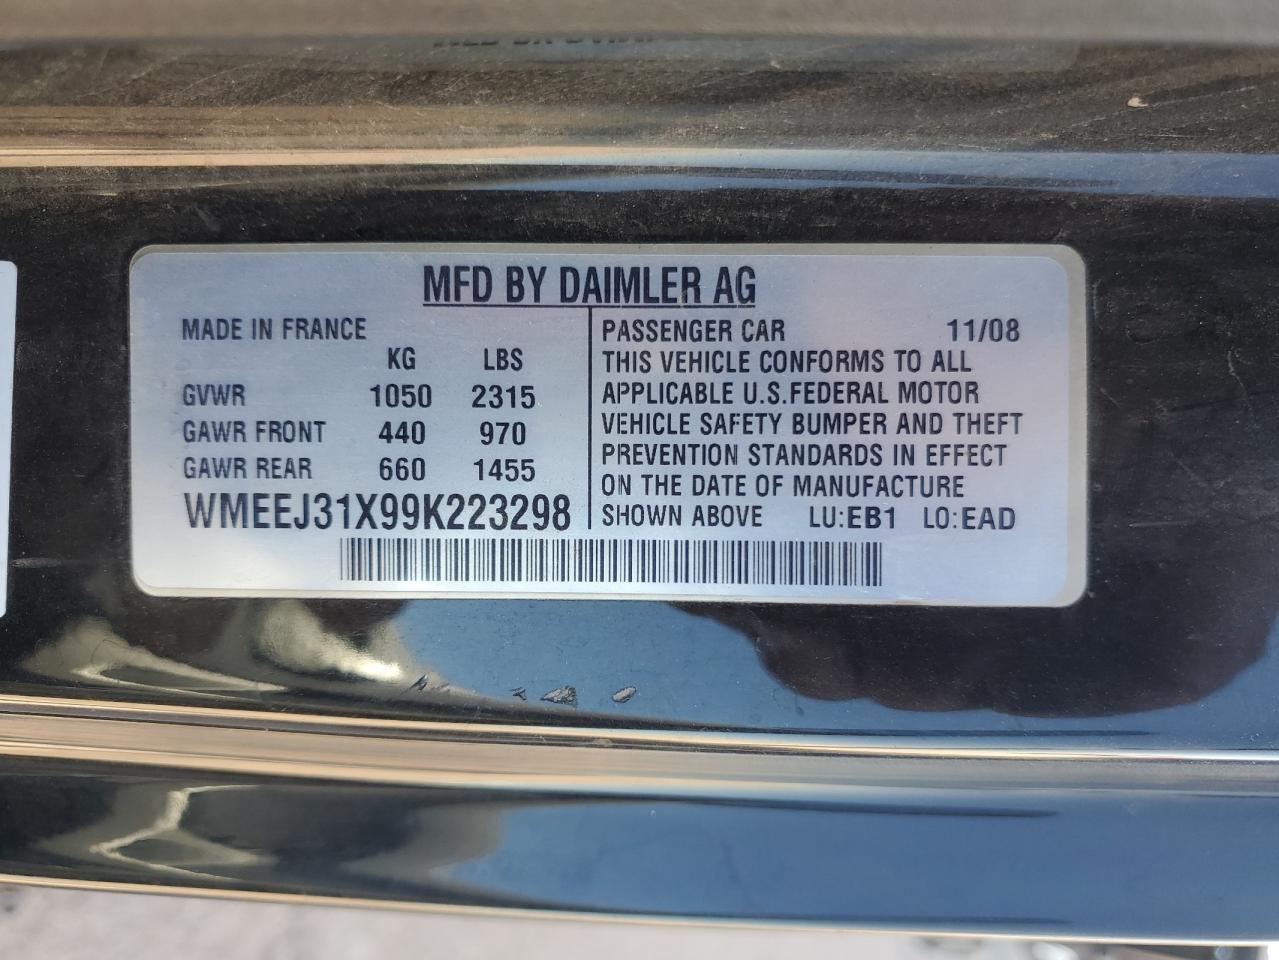 MFD BY DAIMLER AG
MADE IN FRANCE
KG LBS
GVWR 1050 2315
GAWR FRONT 440 970
GAWR REAR 660 1455
WMEEJ31X99K223298
PASSENGER CAR 11/08
THIS VEHICLE CONFORMS TO ALL
APPLICABLE U.S.FEDERAL MOTOR
VEHICLE SAFETY BUMPER AND THEFT
PREVENTION STANDARDS IN EFFECT
ON THE DATE OF MANUFACTURE
SHOWN ABOVE LU:EB1 LO:EAD